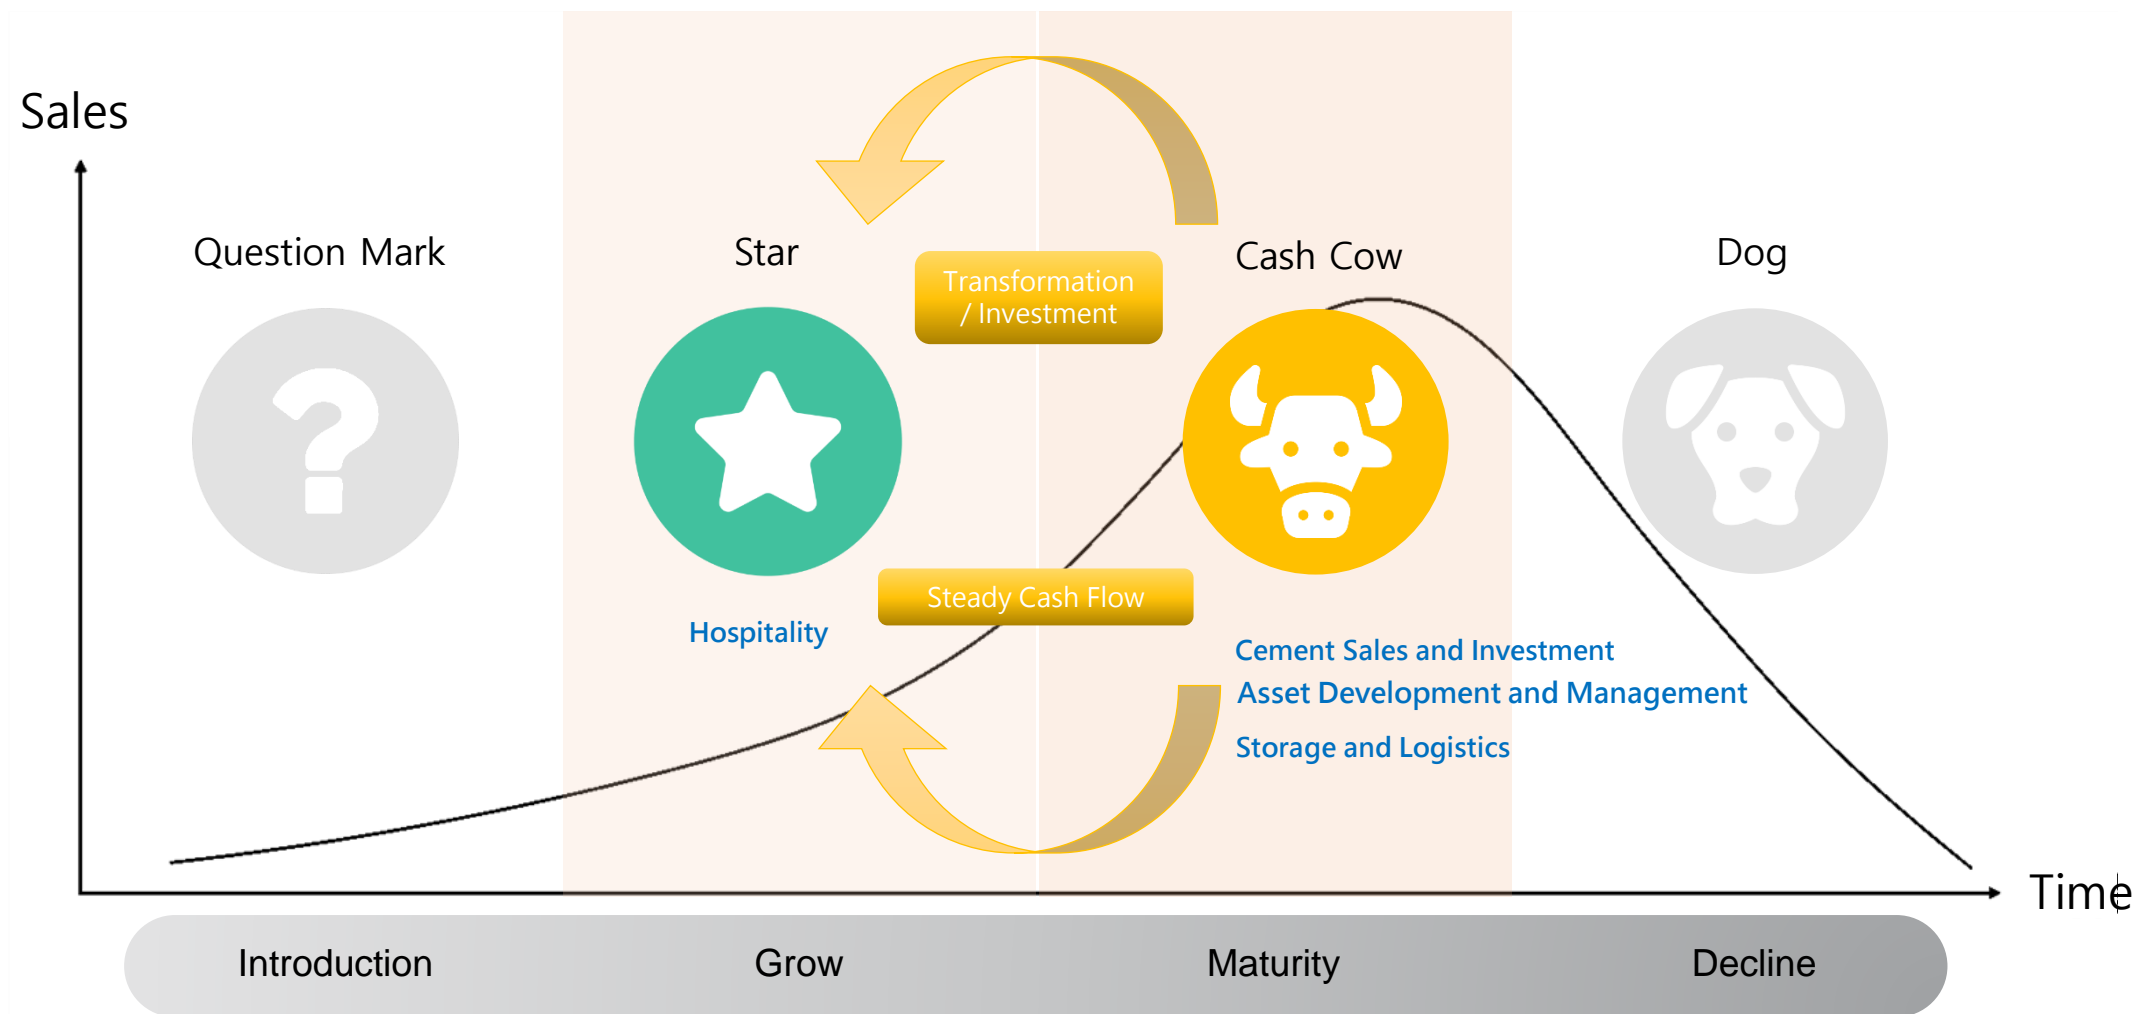 Sales
Question Mark
Star
Cash Cow
Dog
Transformation
/ Investment
Steady Cash Flow
Hospitality
Cement Sales and Investment
Asset Development and Management
Storage and Logistics
Time
Introduction
Grow
Maturity
Decline